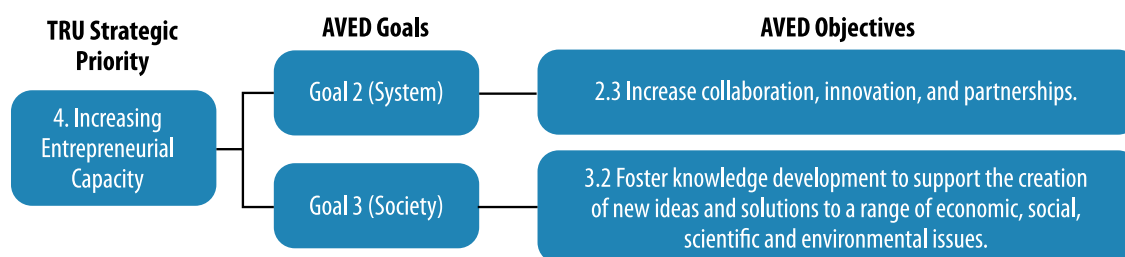 TRU Strategic
Priority
AVED Goals
AVED Objectives
4. Increasing
Entrepreneurial
Capacity
Goal 2 (System)
2.3 Increase collaboration, innovation, and partnerships.
Goal 3 (Society)
3.2 Foster knowledge development to support the creation
of new ideas and solutions to a range of economic, social,
scientific and environmental issues.